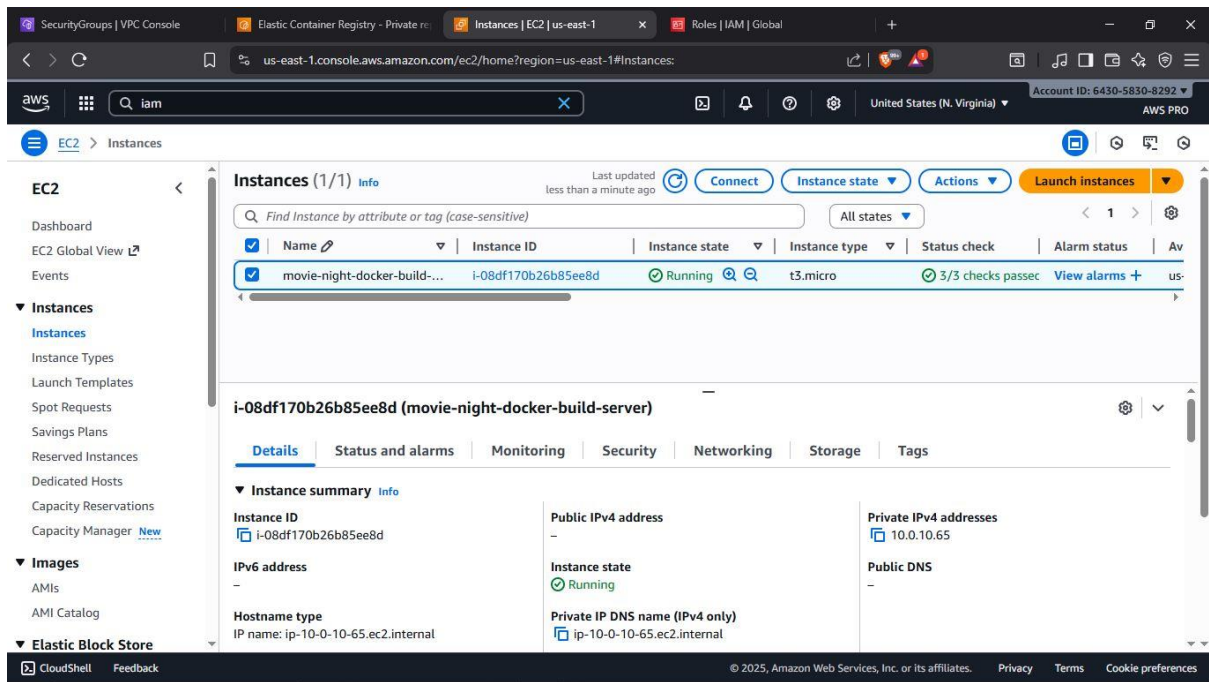 SecurityGroups | VPC Console
Elastic Container Registry - Private re
Instances | EC2 | us-east-1
Roles | IAM | Global
us-east-1.console.aws.amazon.com/ec2/home?region=us-east-1#Instances:
aws
iam
United States (N. Virginia)
Account ID: 6430-5830-8292
AWS PRO
EC2 > Instances
EC2
Dashboard
EC2 Global View
Events
Instances
Instances
Instance Types
Launch Templates
Spot Requests
Savings Plans
Reserved Instances
Dedicated Hosts
Capacity Reservations
Capacity Manager New
Images
AMIs
AMI Catalog
Elastic Block Store
Instances (1/1) Info
Last updated
less than a minute ago
Connect
Instance state
Actions
Launch instances
Find Instance by attribute or tag (case-sensitive)
All states
1
Name Instance ID Instance state Instance type Status check Alarm status Av
movie-night-docker-build-... i-08df170b26b85ee8d Running t3.micro 3/3 checks passec View alarms + us-
i-08df170b26b85ee8d (movie-night-docker-build-server)
Details Status and alarms Monitoring Security Networking Storage Tags
Instance summary Info
Instance ID
i-08df170b26b85ee8d
Public IPv4 address
–
Private IPv4 addresses
10.0.10.65
IPv6 address
–
Instance state
Running
Public DNS
–
Hostname type
IP name: ip-10-0-10-65.ec2.internal
Private IP DNS name (IPv4 only)
ip-10-0-10-65.ec2.internal
CloudShell Feedback
© 2025, Amazon Web Services, Inc. or its affiliates. Privacy Terms Cookie preferences